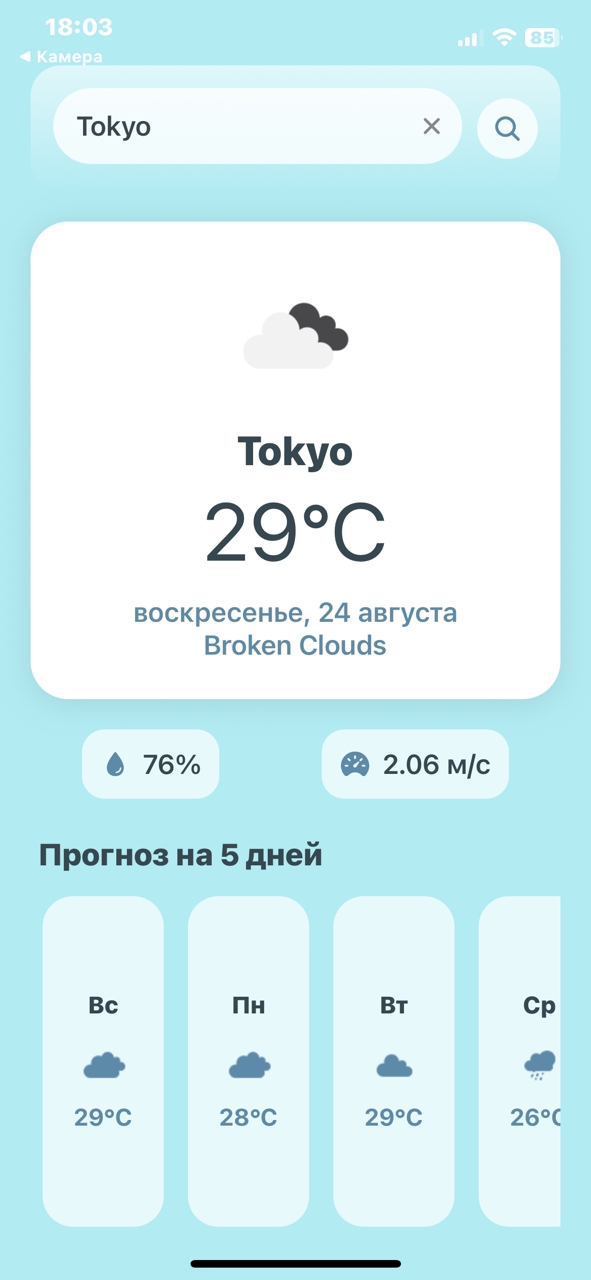 18:03
85
◀ Камера
Tokyo
Tokyo
29°C
воскресенье, 24 августа
Broken Clouds
76%
2.06 м/с
Прогноз на 5 дней
Вс
Пн
Вт
Ср
29°C
28°C
29°C
26°C